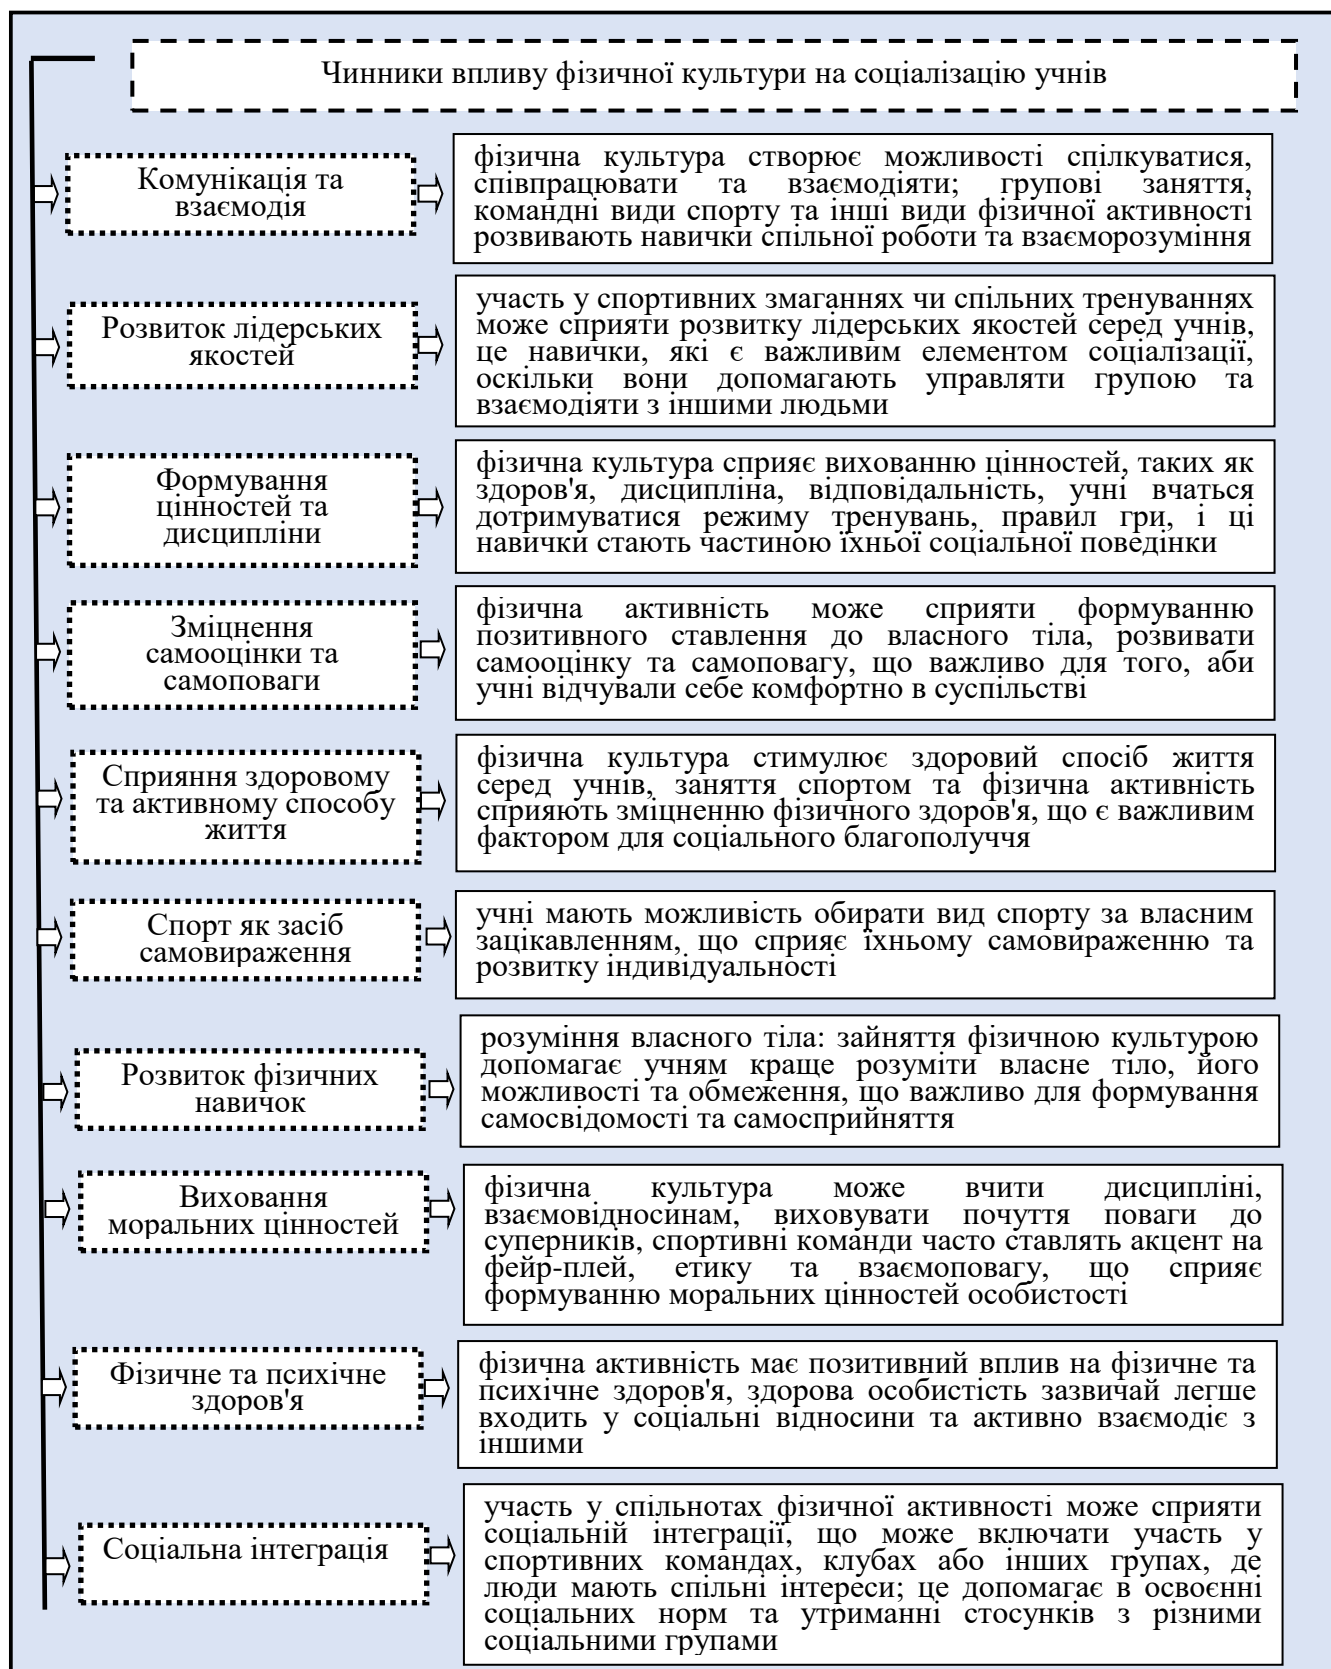 Чинники впливу фізичної культури на соціалізацію учнів
Комунікація та
взаємодія
фізична культура створює можливості спілкуватися,
співпрацювати та взаємодіяти; групові заняття,
командні види спорту та інші види фізичної активності
розвивають навички спільної роботи та взаєморозуміння
Розвиток лідерських
якостей
участь у спортивних змаганнях чи спільних тренуваннях
може сприяти розвитку лідерських якостей серед учнів,
це навички, які є важливим елементом соціалізації,
оскільки вони допомагають управляти групою та
взаємодіяти з іншими людьми
Формування
цінностей та
дисципліни
фізична культура сприяє вихованню цінностей, таких як
здоров'я, дисципліна, відповідальність, учні вчаться
дотримуватися режиму тренувань, правил гри, і ці
навички стають частиною їхньої соціальної поведінки
Зміцнення
самооцінки та
самоповаги
фізична активність може сприяти формуванню
позитивного ставлення до власного тіла, розвивати
самооцінку та самоповагу, що важливо для того, аби
учні відчували себе комфортно в суспільстві
Сприяння здоровому
та активному способу
життя
фізична культура стимулює здоровий спосіб життя
серед учнів, заняття спортом та фізична активність
сприяють зміцненню фізичного здоров'я, що є важливим
фактором для соціального благополуччя
Спорт як засіб
самовираження
учні мають можливість обирати вид спорту за власним
зацікавленням, що сприяє їхньому самовираженню та
розвитку індивідуальності
Розвиток фізичних
навичок
розуміння власного тіла: зайняття фізичною культурою
допомагає учням краще розуміти власне тіло, його
можливості та обмеження, що важливо для формування
самосвідомості та самосприйняття
Виховання
моральних цінностей
фізична культура може вчити дисципліні,
взаємовідносинам, виховувати почуття поваги до
суперників, спортивні команди часто ставлять акцент на
фейр-плей, етику та взаємоповагу, що сприяє
формуванню моральних цінностей особистості
Фізичне та психічне
здоров'я
фізична активність має позитивний вплив на фізичне та
психічне здоров'я, здорова особистість зазвичай легше
входить у соціальні відносини та активно взаємодіє з
іншими
Соціальна інтеграція
участь у спільнотах фізичної активності може сприяти
соціальній інтеграції, що може включати участь у
спортивних командах, клубах або інших групах, де
люди мають спільні інтереси; це допомагає в освоєнні
соціальних норм та утриманні стосунків з різними
соціальними групами